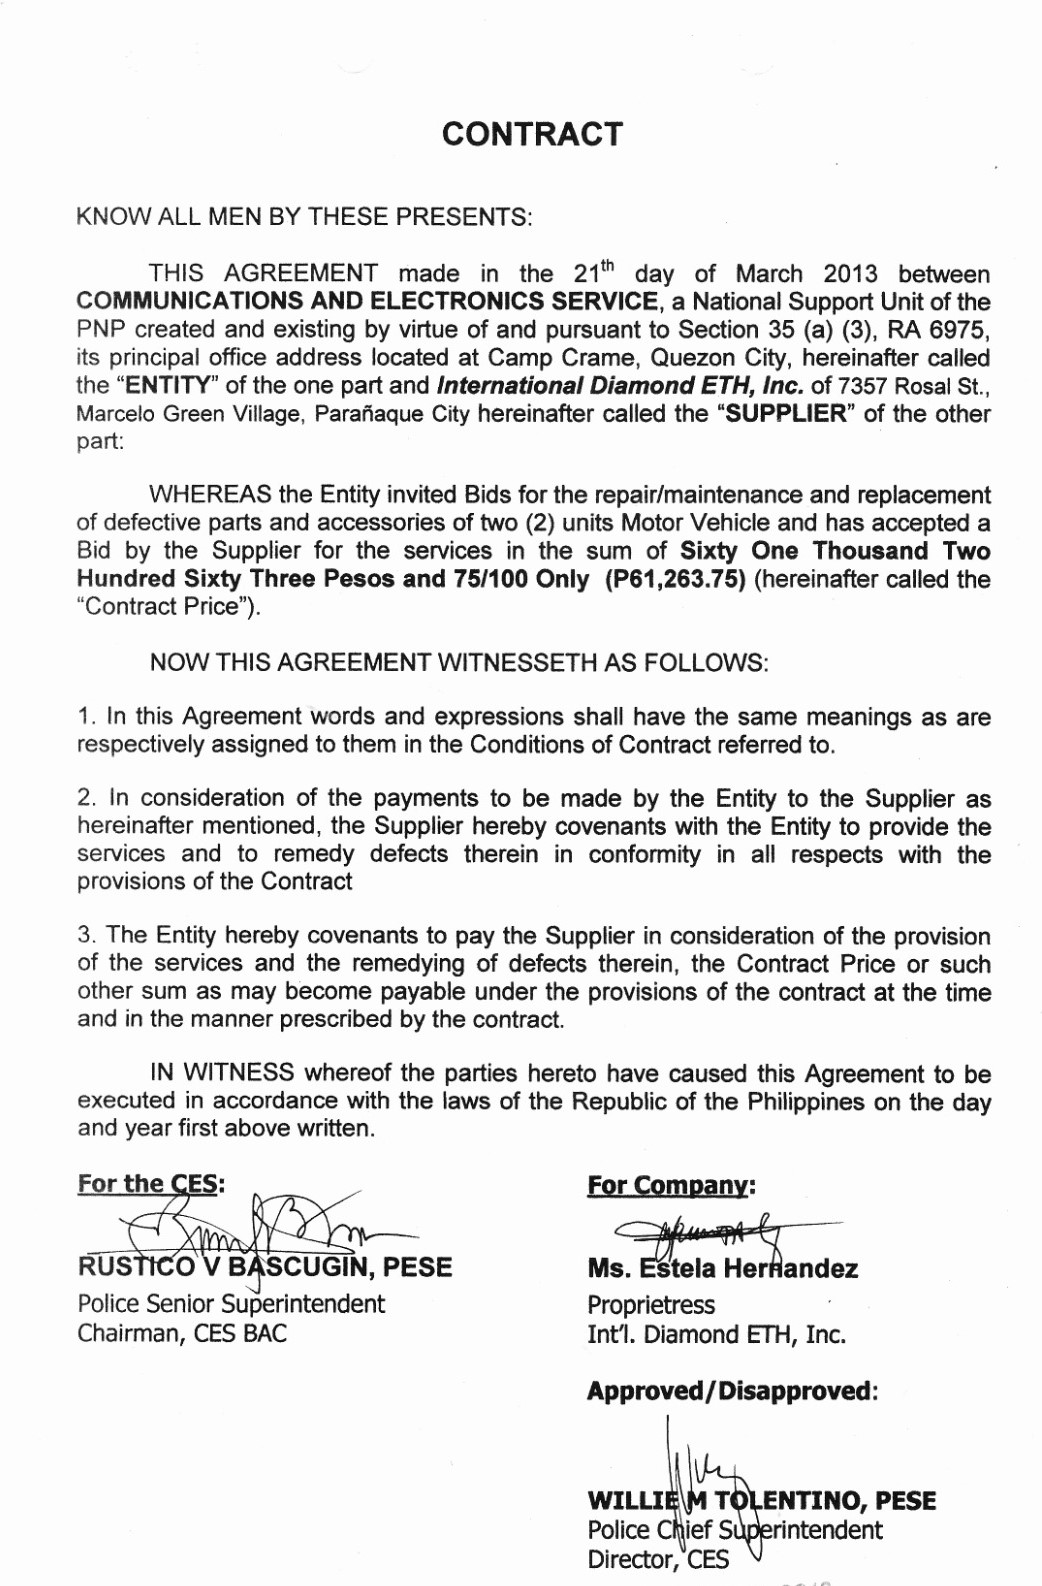 CONTRACT
KNOW ALL MEN BY THESE PRESENTS:
THIS AGREEMENT made in the 21th day of March 2013 between
COMMUNICATIONS AND ELECTRONICS SERVICE, a National Support Unit of the
PNP created and existing by virtue of and pursuant to Section 35 (a) (3), RA 6975,
its principal office address located at Camp Crame, Quezon City, hereinafter called
the “ENTITY” of the one part and International Diamond ETH, Inc. of 7357 Rosal St.,
Marcelo Green Village, Parañaque City hereinafter called the “SUPPLIER” of the other
part:
WHEREAS the Entity invited Bids for the repair/maintenance and replacement
of defective parts and accessories of two (2) units Motor Vehicle and has accepted a
Bid by the Supplier for the services in the sum of Sixty One Thousand Two
Hundred Sixty Three Pesos and 75/100 Only (P61,263.75) (hereinafter called the
“Contract Price”).
NOW THIS AGREEMENT WITNESSETH AS FOLLOWS:
1. In this Agreement words and expressions shall have the same meanings as are
respectively assigned to them in the Conditions of Contract referred to.
2. In consideration of the payments to be made by the Entity to the Supplier as
hereinafter mentioned, the Supplier hereby covenants with the Entity to provide the
services and to remedy defects therein in conformity in all respects with the
provisions of the Contract
3. The Entity hereby covenants to pay the Supplier in consideration of the provision
of the services and the remedying of defects therein, the Contract Price or such
other sum as may become payable under the provisions of the contract at the time
and in the manner prescribed by the contract.
IN WITNESS whereof the parties hereto have caused this Agreement to be
executed in accordance with the laws of the Republic of the Philippines on the day
and year first above written.
For the CES:
RUSTICO V BASCUGIN, PESE
Police Senior Superintendent
Chairman, CES BAC
For Company:
Ms. Estela Hernandez
Proprietress
Int'l. Diamond ETH, Inc.
Approved/Disapproved:
WILLIE M TOLENTINO, PESE
Police Chief Superintendent
Director, CES